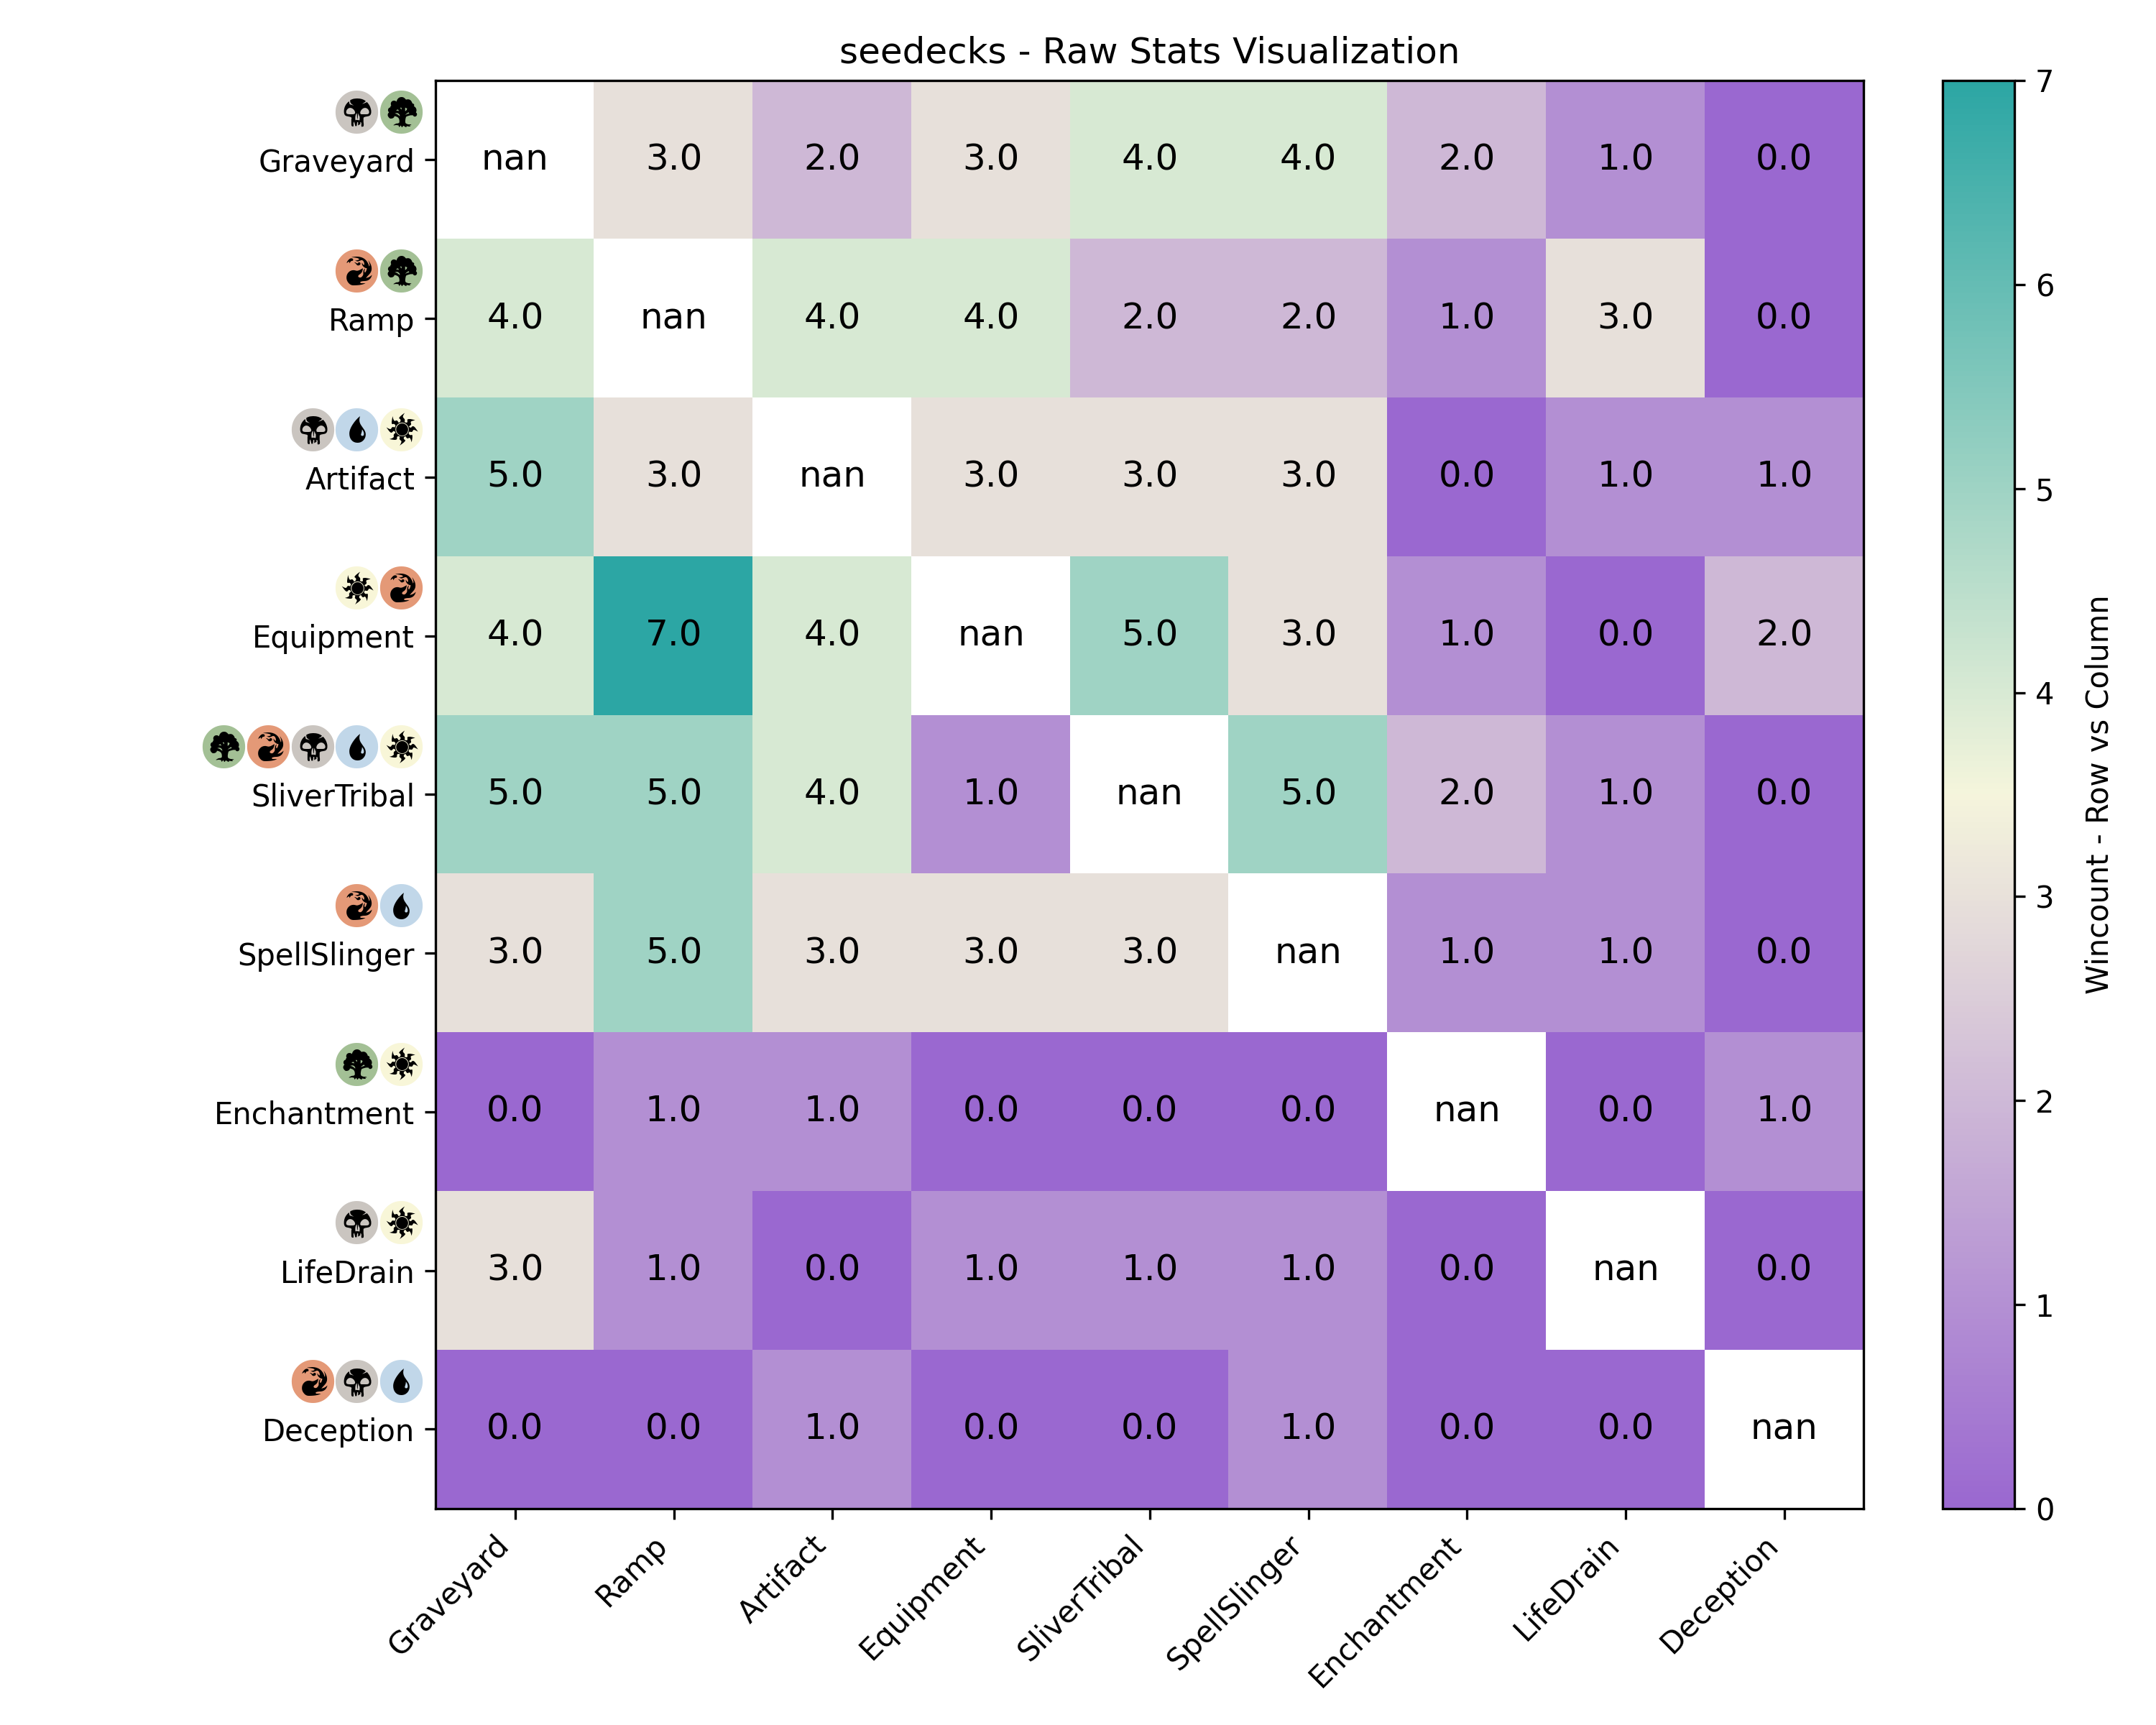 seedecks - Raw Stats Visualization
Graveyard nan 3.0 2.0 3.0 4.0 4.0 2.0 1.0 0.0
Ramp 4.0 nan 4.0 4.0 2.0 2.0 1.0 3.0 0.0
Artifact 5.0 3.0 nan 3.0 3.0 3.0 0.0 1.0 1.0
Equipment 4.0 7.0 4.0 nan 5.0 3.0 1.0 0.0 2.0
SliverTribal 5.0 5.0 4.0 1.0 nan 5.0 2.0 1.0 0.0
SpellSlinger 3.0 5.0 3.0 3.0 3.0 nan 1.0 1.0 0.0
Enchantment 0.0 1.0 1.0 0.0 0.0 0.0 nan 0.0 1.0
LifeDrain 3.0 1.0 0.0 1.0 1.0 1.0 0.0 nan 0.0
Deception 0.0 0.0 1.0 0.0 0.0 1.0 0.0 0.0 nan
Graveyard Ramp Artifact Equipment SliverTribal SpellSlinger Enchantment LifeDrain Deception
7
6
5
4
3
2
1
0
Wincount - Row vs Column